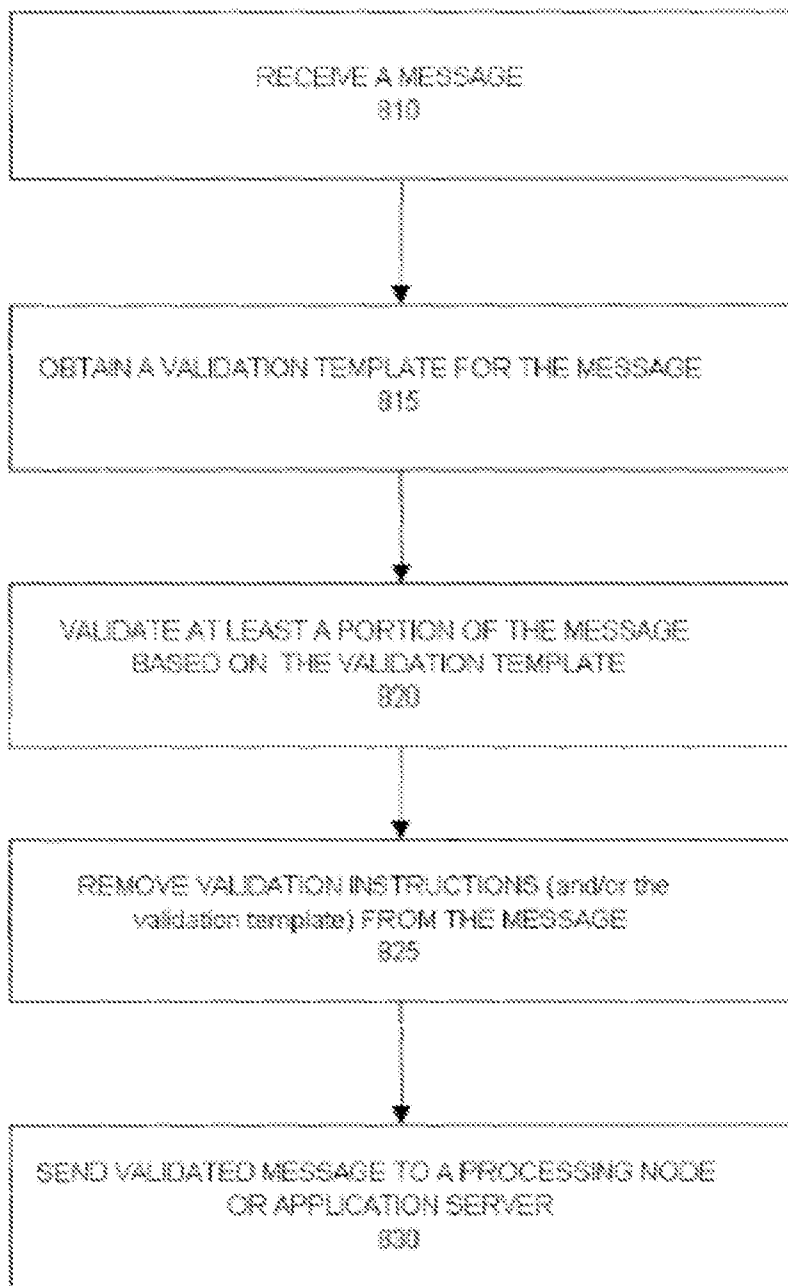 RECEIVE A MESSAGE
810
OBTAIN A VALIDATION TEMPLATE FOR THE MESSAGE
815
VALIDATE AT LEAST A PORTION OF THE MESSAGE
BASED ON THE VALIDATION TEMPLATE
820
REMOVE VALIDATION INSTRUCTIONS (and/or the
validation template) FROM THE MESSAGE
825
SEND VALIDATED MESSAGE TO A PROCESSING NODE
OR APPLICATION SERVER
830